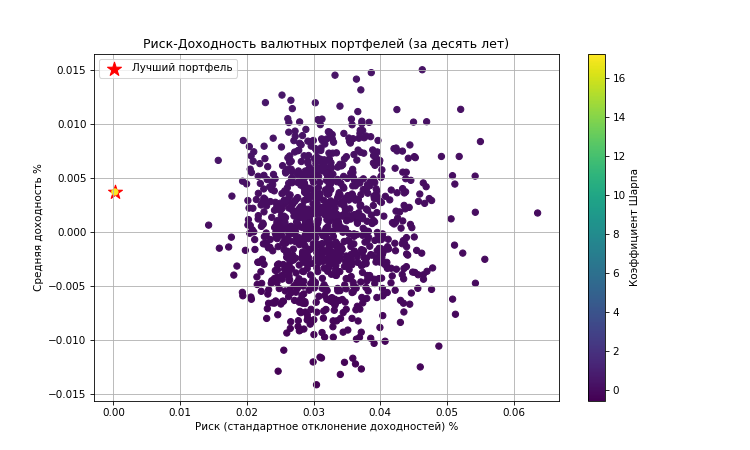 Риск-Доходность валютных портфелей (за десять лет)
Лучший портфель
0.015
0.010
0.005
0.000
−0.005
−0.010
−0.015
Средняя доходность %
0.00 0.01 0.02 0.03 0.04 0.05 0.06
Риск (стандартное отклонение доходностей) %
16
14
12
10
8
6
4
2
0
Коэффициент Шарпа